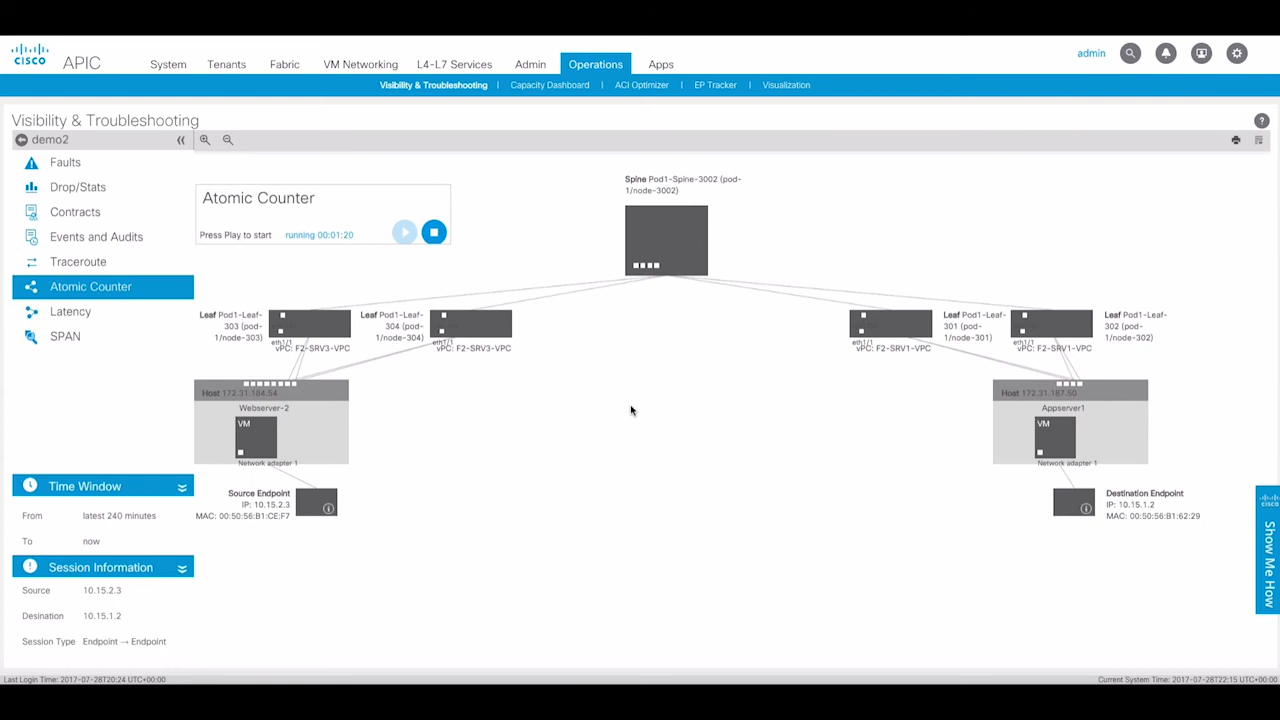 CISCO
APIC
System
Tenants
Fabric
VM Networking
L4-L7 Services
Admin
Operations
Apps
admin
Visibility & Troubleshooting | Capacity Dashboard | ACI Optimizer | EP Tracker | Visualization
Visibility & Troubleshooting
demo2
Faults
Drop/Stats
Contracts
Events and Audits
Traceroute
Atomic Counter
Latency
SPAN
Atomic Counter
Press Play to start running 00:01:20
Spine Pod1-Spine-3002 (pod-
1/node-3002)
Leaf Pod1-Leaf-
303 (pod-
1/node-303)
eth1/1
vPC: F2-SRV3-VPC
Leaf Pod1-Leaf-
304 (pod-
1/node-304)
eth1/1
vPC: F2-SRV3-VPC
Leaf Pod1-Leaf-
301 (pod-
1/node-301)
eth1/1
vPC: F2-SRV1-VPC
Leaf Pod1-Leaf-
302 (pod-
1/node-302)
eth1/1
vPC: F2-SRV1-VPC
Host 172.31.184.54
Webserver-2
VM
Network adapter 1
Host 172.31.187.50
Appserver1
VM
Network adapter 1
Source Endpoint
IP: 10.15.2.3
MAC: 00:50:56:B1:CE:F7
Destination Endpoint
IP: 10.15.1.2
MAC: 00:50:56:B1:62:29
Time Window
From latest 240 minutes
To now
Session Information
Source 10.15.2.3
Desination 10.15.1.2
Session Type Endpoint → Endpoint
CISCO
Show Me How
Last Login Time: 2017-07-28T20:24 UTC+00:00
Current System Time: 2017-07-28T22:15 UTC+00:00